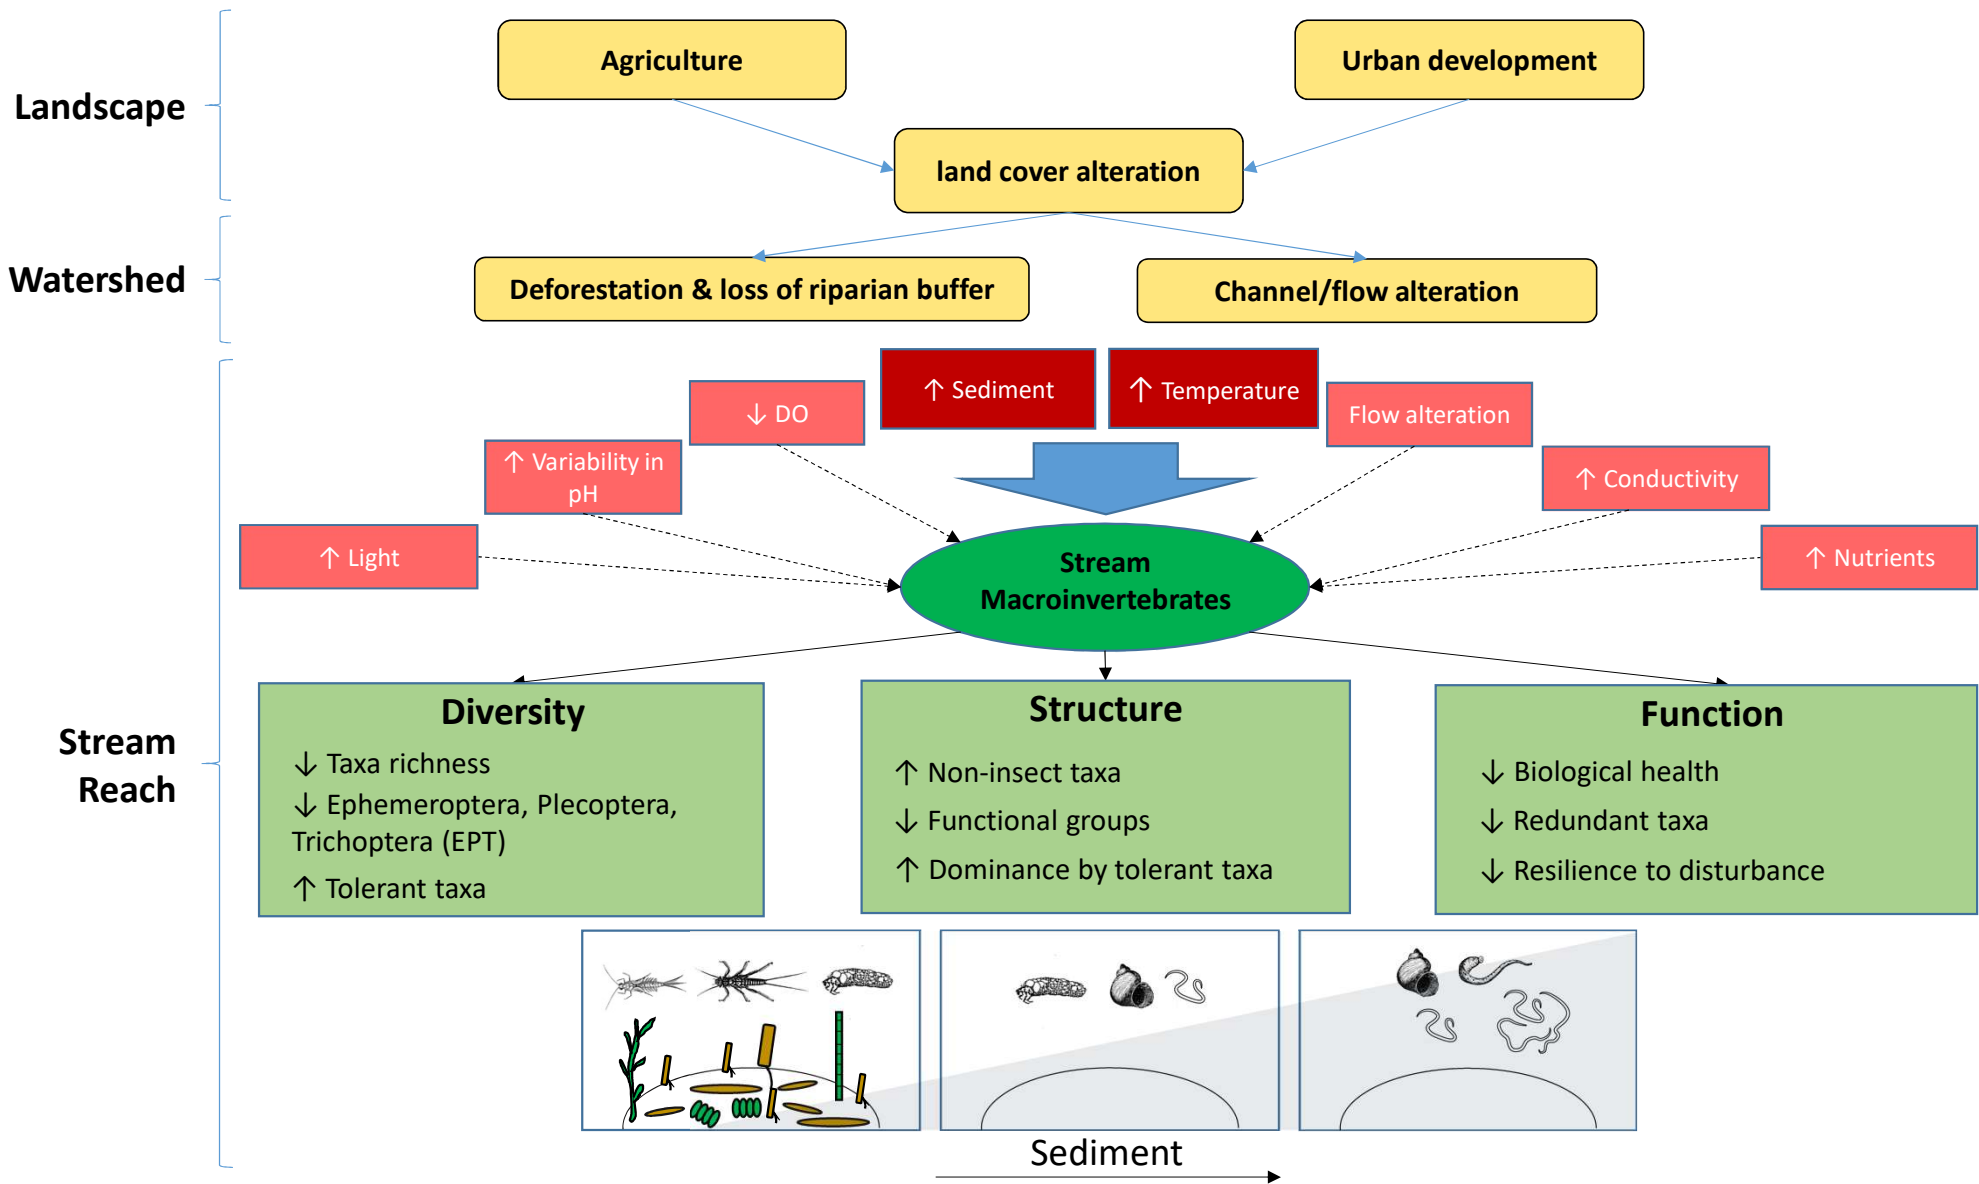 Landscape
Agriculture
Urban development
land cover alteration
Watershed
Deforestation & loss of riparian buffer
Channel/flow alteration
↑ Sediment
↑ Temperature
↓ DO
Flow alteration
↑ Variability in
pH
↑ Conductivity
↑ Light
↑ Nutrients
Stream
Macroinvertebrates
Stream
Reach
Diversity
↓ Taxa richness
↓ Ephemeroptera, Plecoptera,
Trichoptera (EPT)
↑ Tolerant taxa
Structure
↑ Non-insect taxa
↓ Functional groups
↑ Dominance by tolerant taxa
Function
↓ Biological health
↓ Redundant taxa
↓ Resilience to disturbance
Sediment